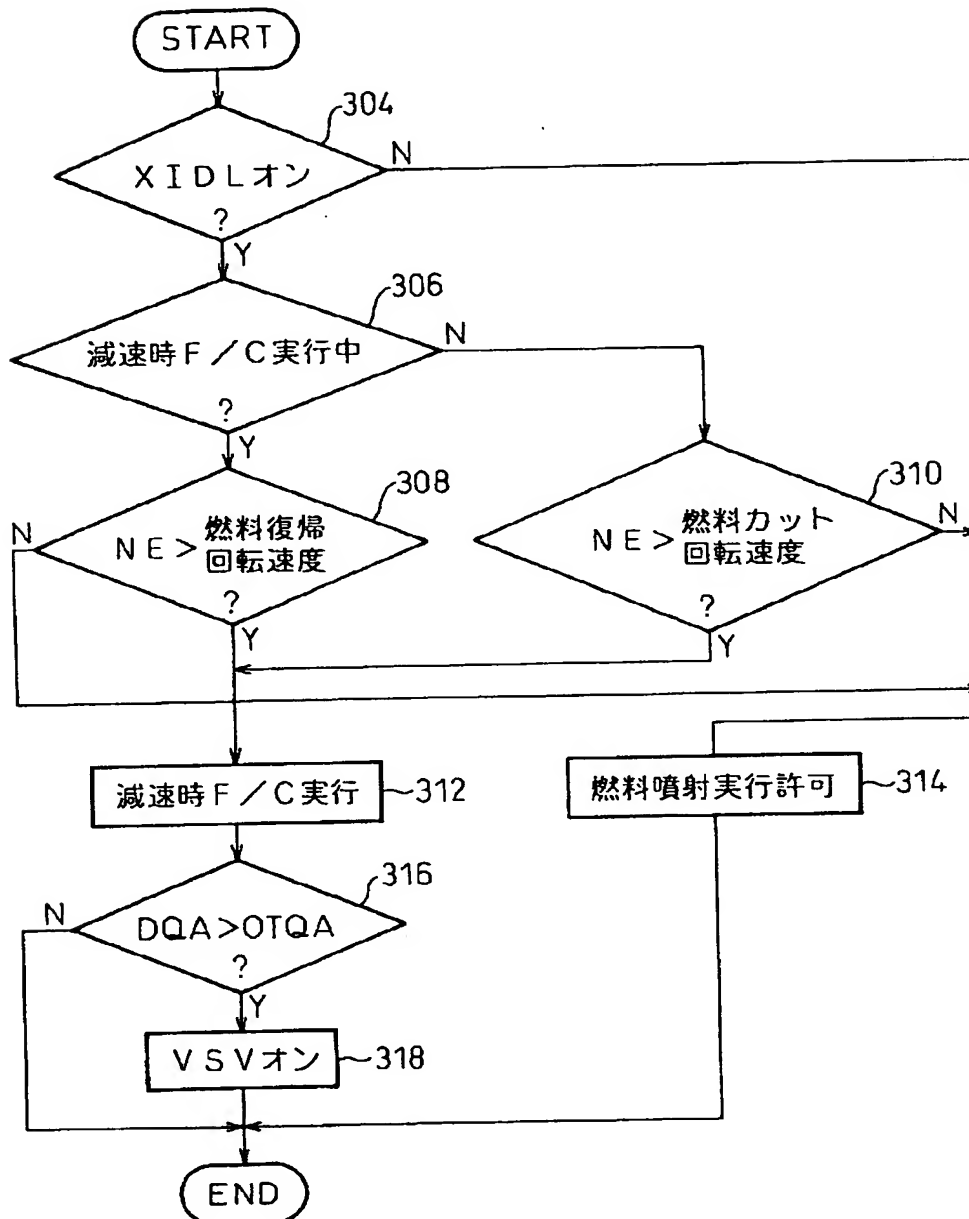 START
304
XIDLオン
?
N
Y
306
減速時F/C実行中
?
N
Y
308
NE>燃料復帰
回転速度
?
N
Y
310
NE>燃料カット
回転速度
?
N
Y
減速時F/C実行
312
燃料噴射実行許可
314
316
DQA>OTQA
?
N
Y
VSVオン
318
END